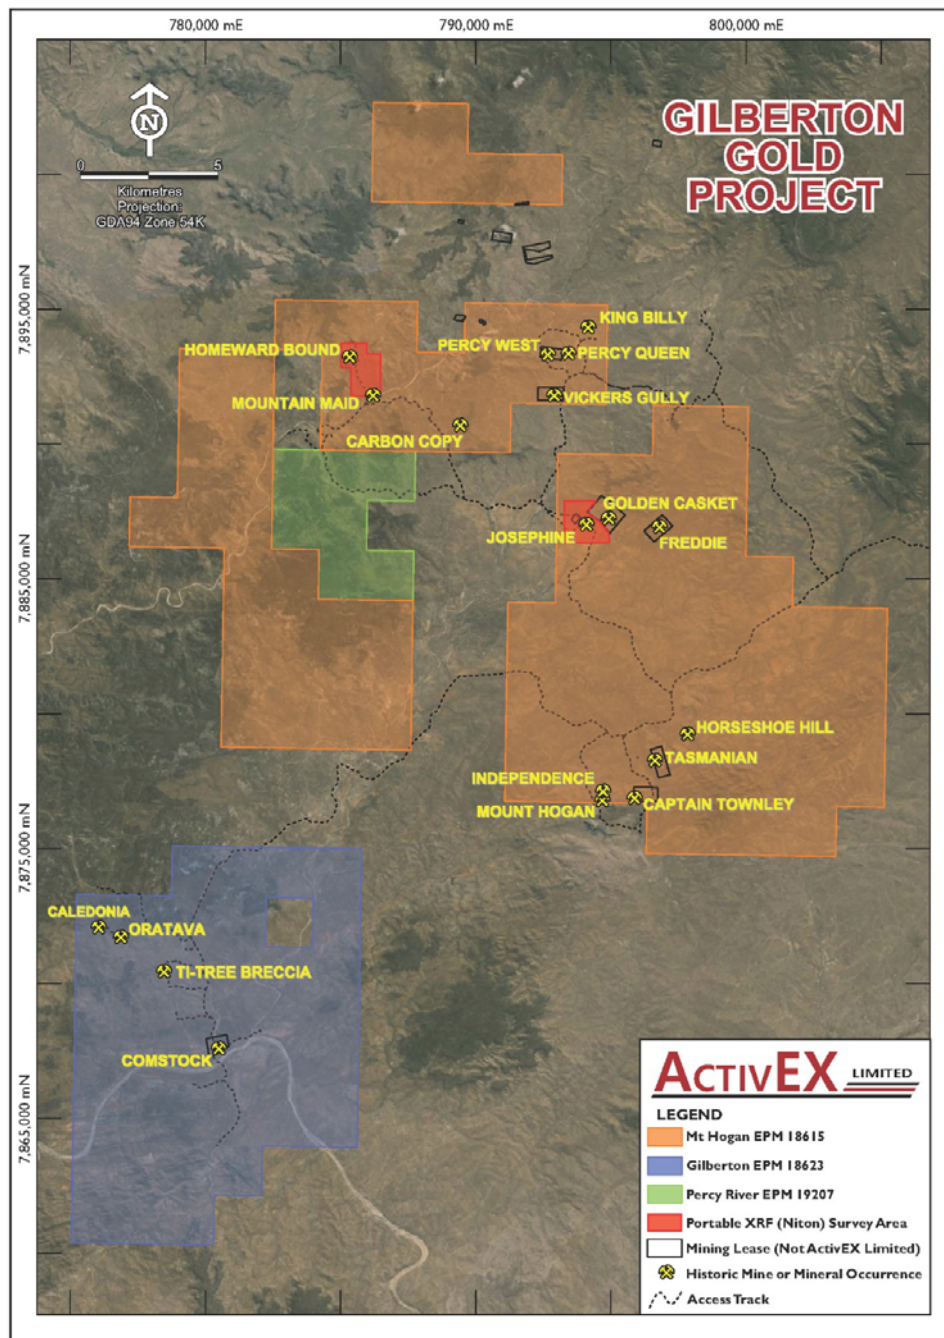 780,000 mE
790,000 mE
800,000 mE
N
0 5
Kilometres
Projection:
GDA94 Zone 54K
GILBERTON
GOLD
PROJECT
7,895,000 mN
KING BILLY
HOMEWARD BOUND
PERCY WEST
PERCY QUEEN
MOUNTAIN MAID
VICKERS GULLY
CARBON COPY
GOLDEN CASKET
JOSEPHINE
FREDDIE
7,885,000 mN
HORSESHOE HILL
TASMANIAN
INDEPENDENCE
MOUNT HOGAN
CAPTAIN TOWNLEY
7,875,000 mN
CALEDONIA
ORATAVA
TI-TREE BRECCIA
COMSTOCK
7,865,000 mN
ACTIVEX LIMITED
LEGEND
Mt Hogan EPM 18615
Gilberton EPM 18623
Percy River EPM 19207
Portable XRF (Niton) Survey Area
Mining Lease (Not ActivEX Limited)
Historic Mine or Mineral Occurrence
Access Track